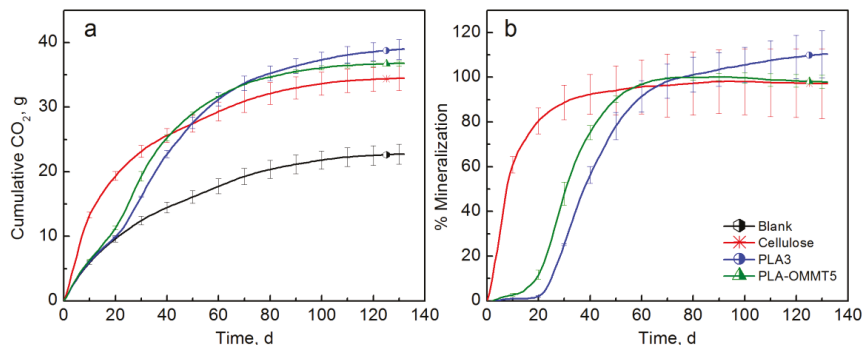 a
Cumulative CO₂, g
40
30
20
10
0
0 20 40 60 80 100 120 140
Time, d
b
% Mineralization
120
100
80
60
40
20
0
0 20 40 60 80 100 120 140
Time, d
Blank
Cellulose
PLA3
PLA-OMMT5